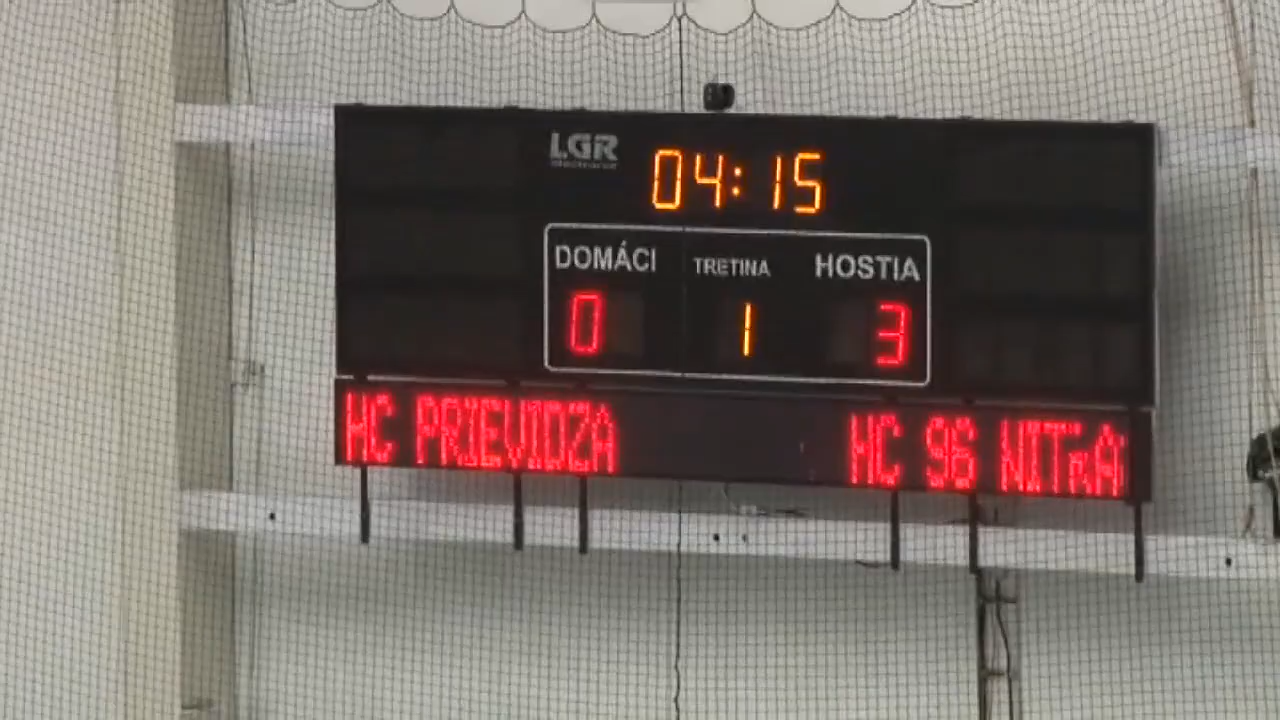 LGR
04:15
DOMÁCI TRETINA HOSTIA
0 1 3
HC PRIEVIDZA HC 96 NITRA